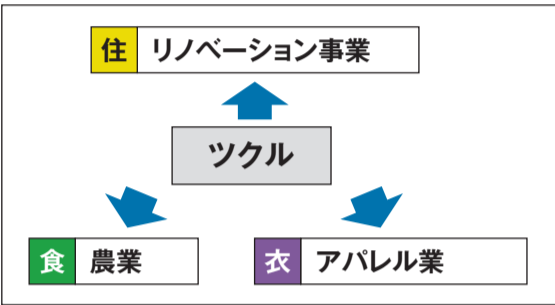 住 リノベーション事業
ツクル
食 農業
衣 アパレル業